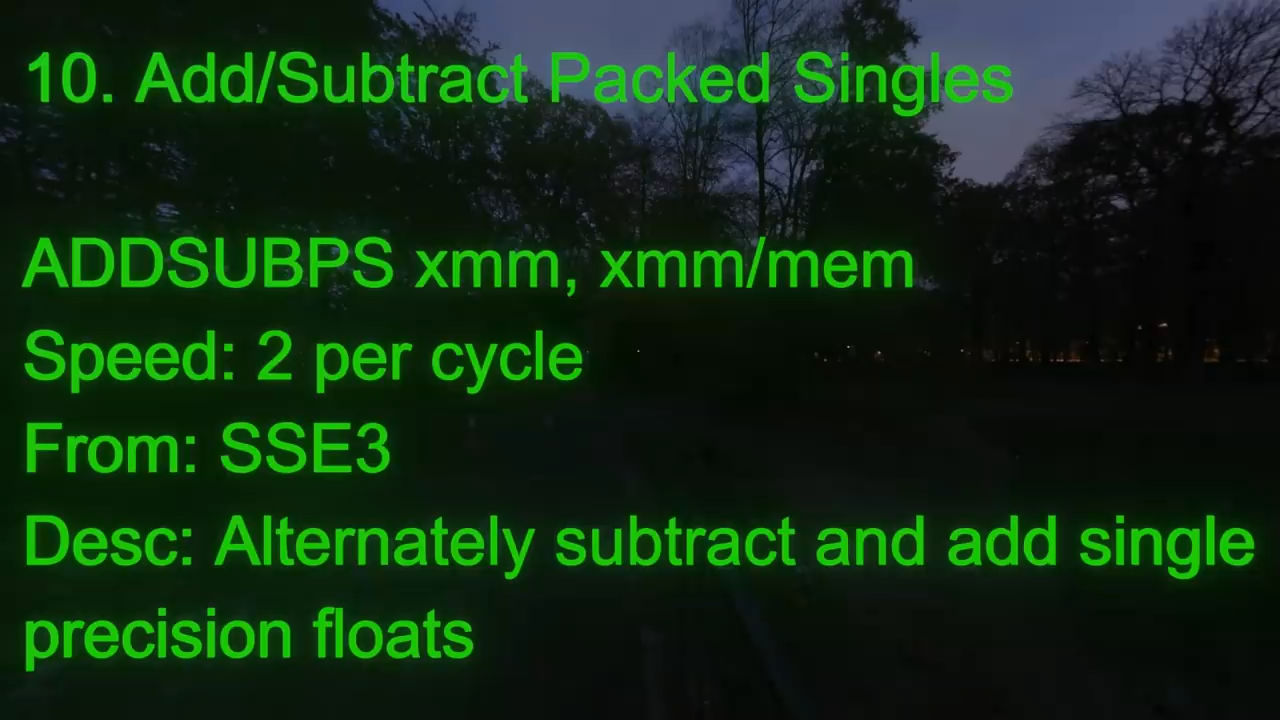 10. Add/Subtract Packed Singles
ADDSUBPS xmm, xmm/mem
Speed: 2 per cycle
From: SSE3
Desc: Alternately subtract and add single
precision floats